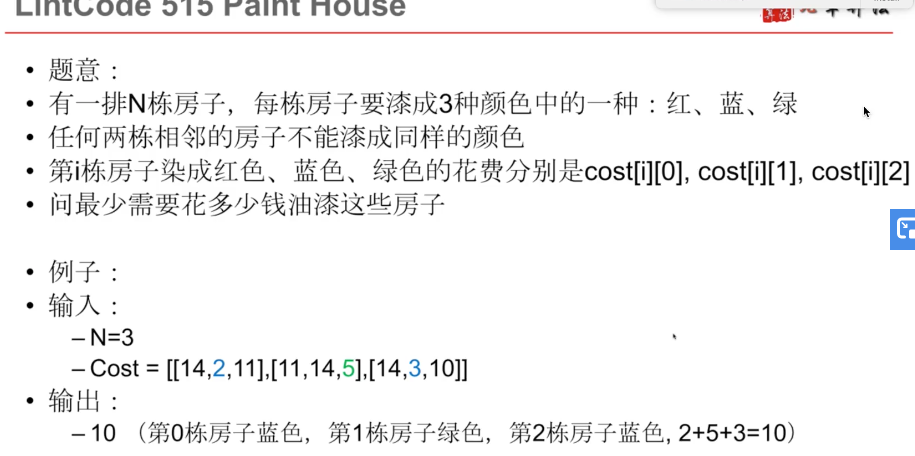 LintCode 515 Paint House
• 题意：
• 有一排N栋房子，每栋房子要漆成3种颜色中的一种：红、蓝、绿
• 任何两栋相邻的房子不能漆成同样的颜色
• 第i栋房子染成红色、蓝色、绿色的花费分别是cost[i][0], cost[i][1], cost[i][2]
• 问最少需要花多少钱油漆这些房子
• 例子：
• 输入：
– N=3
– Cost = [[14,2,11],[11,14,5],[14,3,10]]
• 输出：
– 10 （第0栋房子蓝色，第1栋房子绿色，第2栋房子蓝色, 2+5+3=10）